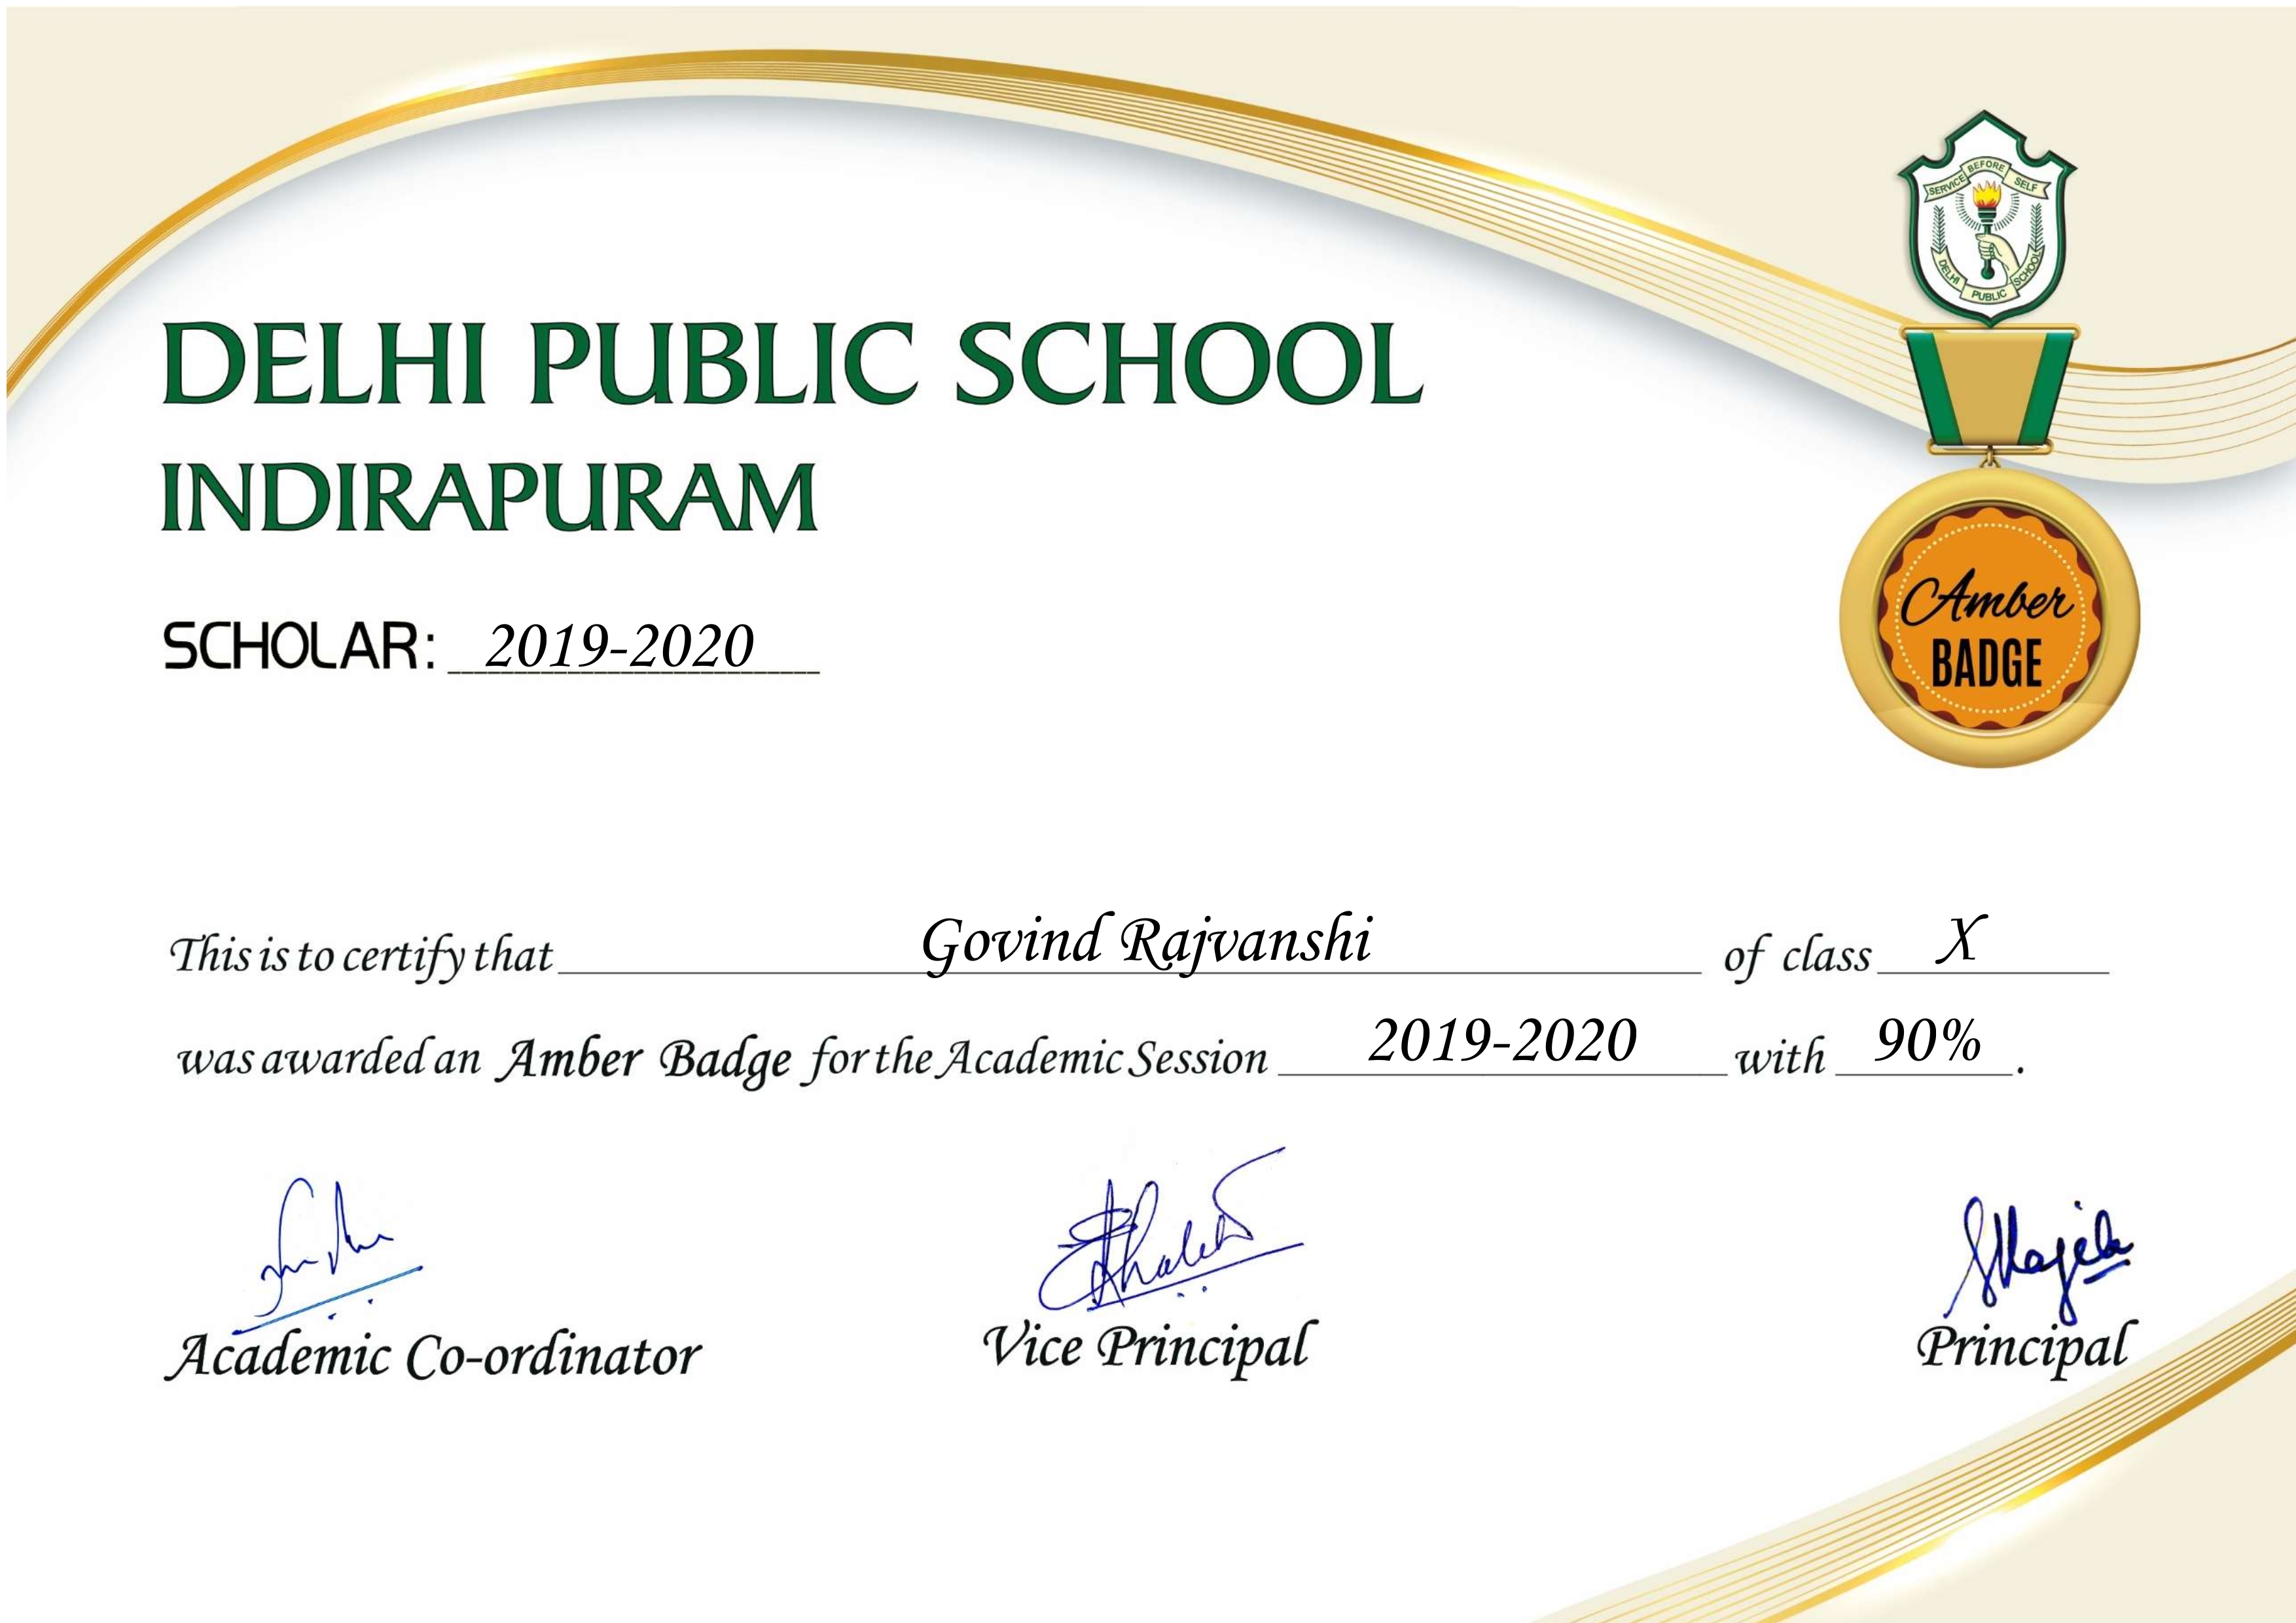 SERVICE BEFORE SELF
DELHI PUBLIC SCHOOL
DELHI PUBLIC SCHOOL
INDIRAPURAM
SCHOLAR: 2019-2020
Amber
BADGE
This is to certify that Govind Rajvanshi of class X
was awarded an Amber Badge for the Academic Session 2019-2020 with 90%.
Academic Co-ordinator Vice Principal Principal